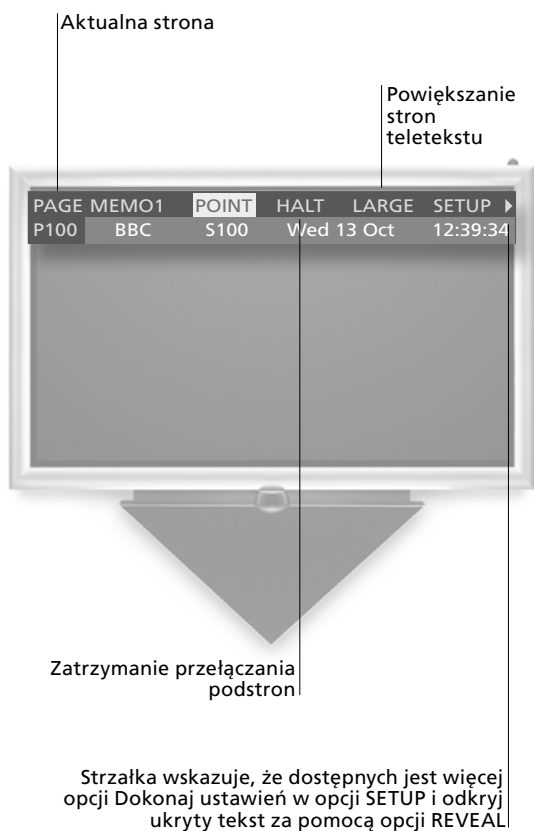 Aktualna strona
Powiększanie
stron
teletekstu
PAGE MEMO1 POINT HALT LARGE SETUP
P100 BBC S100 Wed 13 Oct 12:39:34
Zatrzymanie przełączania
podstron
Strzałka wskazuje, że dostępnych jest więcej
opcji Dokonaj ustawień w opcji SETUP i odkryj
ukryty tekst za pomocą opcji REVEAL